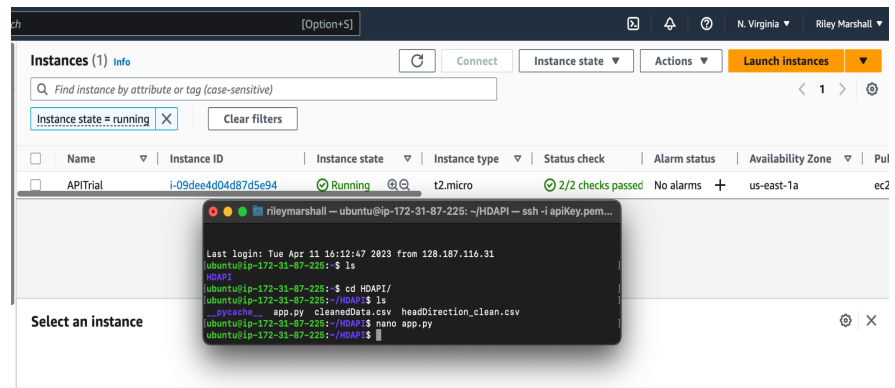 ch [Option+S] N. Virginia ▼ Riley Marshall ▼
Instances (1) Info Connect Instance state ▼ Actions ▼ Launch instances ▼
Find instance by attribute or tag (case-sensitive) < 1 >
Instance state = running Clear filters
Name Instance ID Instance state Instance type Status check Alarm status Availability Zone Pul
APITrial i-09dee4d04d87d5e94 Running t2.micro 2/2 checks passed No alarms + us-east-1a ec2
rileymarshall — ubuntu@ip-172-31-87-225: ~/HDAPI — ssh -i apiKey.pem...
Last login: Tue Apr 11 16:12:47 2023 from 128.187.116.31
[ubuntu@ip-172-31-87-225:~$ ls ]
HDAPI
[ubuntu@ip-172-31-87-225:~$ cd HDAPI/ ]
[ubuntu@ip-172-31-87-225:~/HDAPI$ ls ]
__pycache__ app.py cleanedData.csv headDirection_clean.csv
[ubuntu@ip-172-31-87-225:~/HDAPI$ nano app.py ]
ubuntu@ip-172-31-87-225:~/HDAPI$
Select an instance